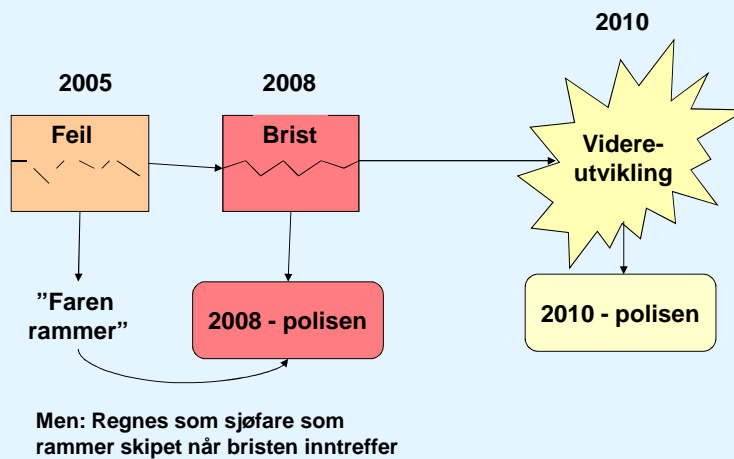 2010
2005
2008
Feil
Brist
Videre-
utvikling
”Faren
rammer”
2008 - polisen
2010 - polisen
Men: Regnes som sjøfare som
rammer skipet når bristen inntreffer